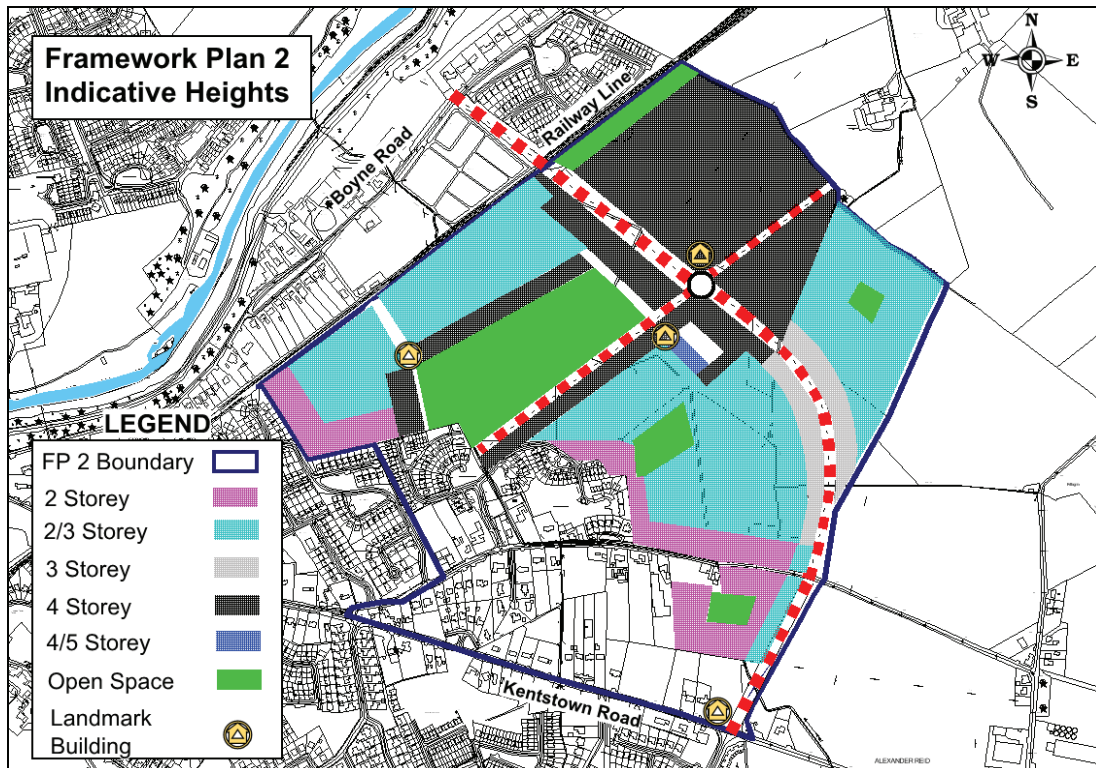 Framework Plan 2
Indicative Heights
N
W
E
S
Railway Line
Boyne Road
LEGEND
FP 2 Boundary
2 Storey
2/3 Storey
3 Storey
4 Storey
4/5 Storey
Open Space
Landmark
Building
Kentstown Road
ALEXANDER REID